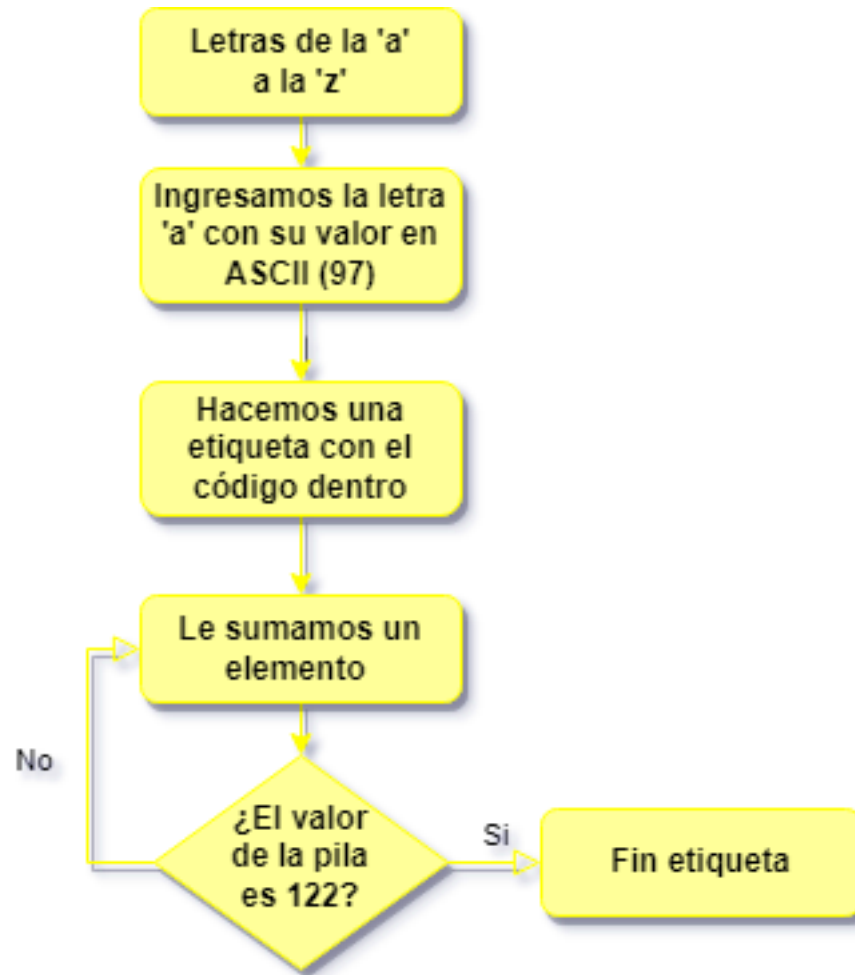 Letras de la 'a'
a la 'z'
Ingresamos la letra
'a' con su valor en
ASCII (97)
Hacemos una
etiqueta con el
código dentro
Le sumamos un
elemento
No
¿El valor
de la pila
es 122?
Si
Fin etiqueta